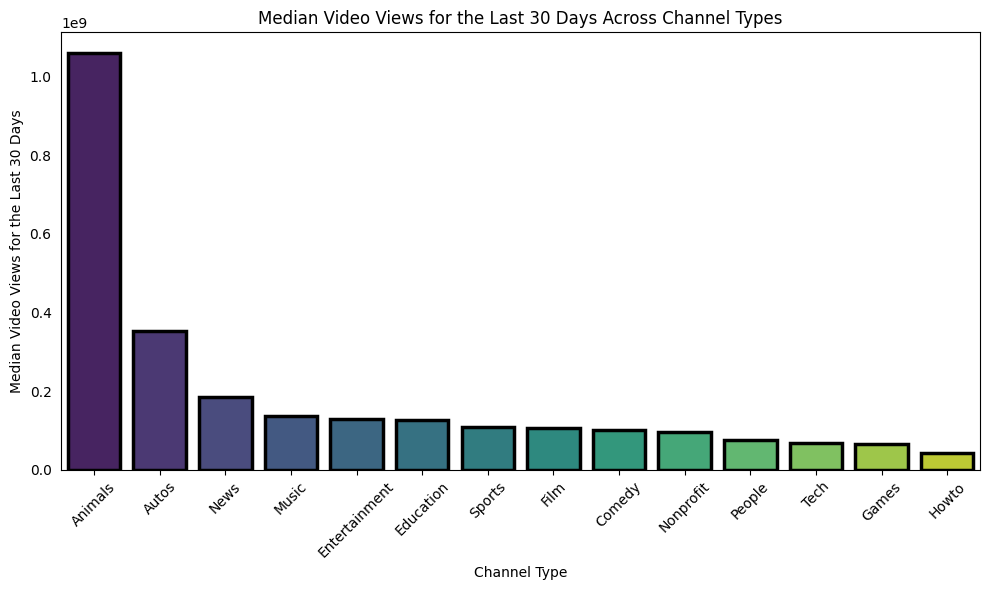 Median Video Views for the Last 30 Days Across Channel Types
1e9
1.0
0.8
0.6
0.4
0.2
0.0
Median Video Views for the Last 30 Days
Animals
Autos
News
Music
Entertainment
Education
Sports
Film
Comedy
Nonprofit
People
Tech
Games
Howto
Channel Type